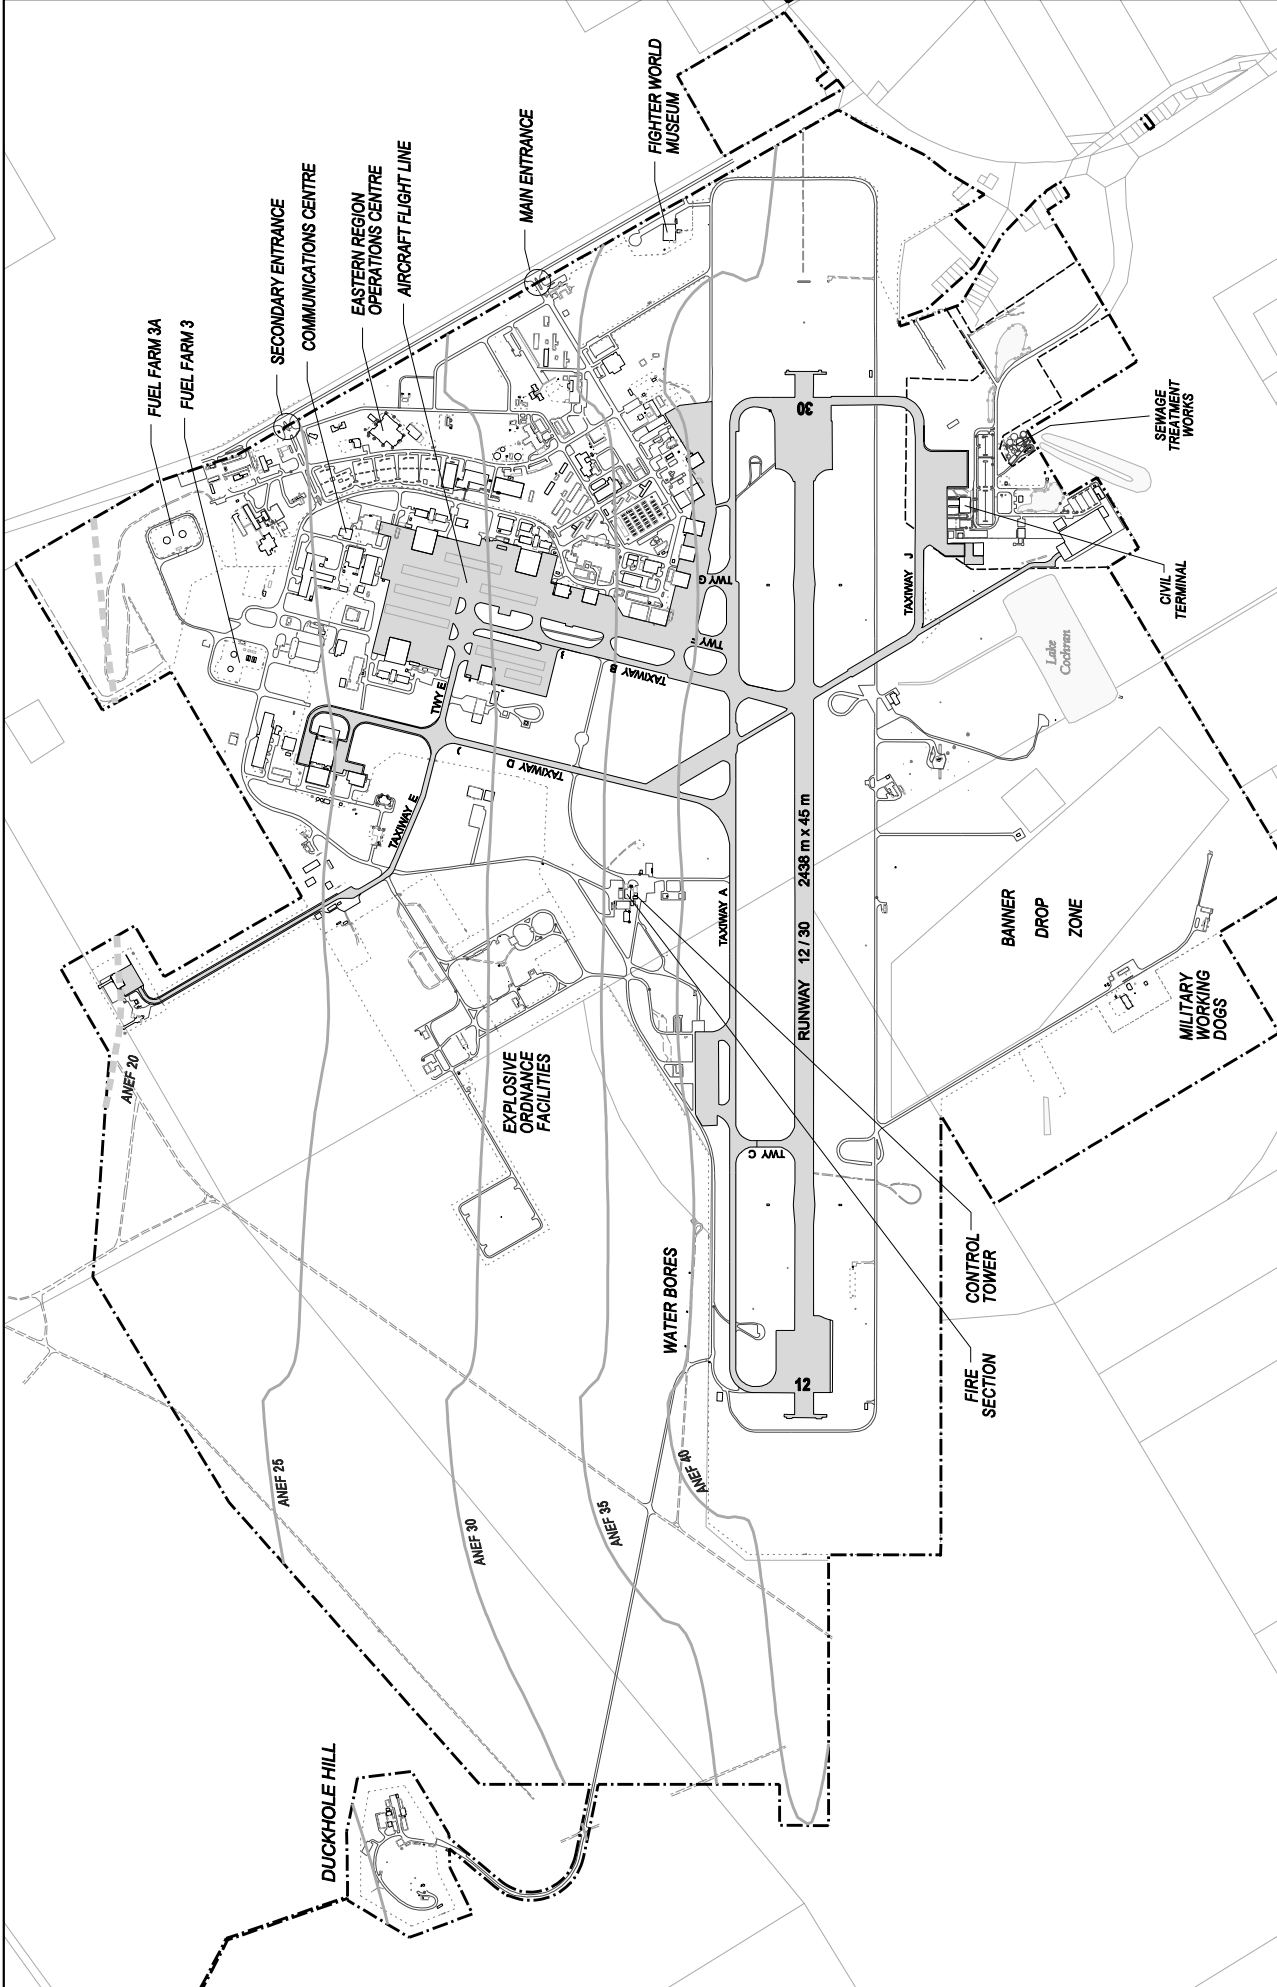 DUCKHOLE HILL
ANEF 20
ANEF 25
ANEF 30
ANEF 35
ANEF 40
FUEL FARM 3A
FUEL FARM 3
SECONDARY ENTRANCE
COMMUNICATIONS CENTRE
EASTERN REGION
OPERATIONS CENTRE
AIRCRAFT FLIGHT LINE
MAIN ENTRANCE
FIGHTER WORLD
MUSEUM
EXPLOSIVE
ORDNANCE
FACILITIES
WATER BORES
TAXIWAY E
TWY E
TAXIWAY D
TAXIWAY B
TWY F
TWY G
TAXIWAY A
TWY C
TAXIWAY J
12
RUNWAY 12 / 30 2438 m x 45 m
30
FIRE
SECTION
CONTROL
TOWER
BANNER
DROP
ZONE
MILITARY
WORKING
DOGS
Lake
Cochran
CIVIL
TERMINAL
SEWAGE
TREATMENT
WORKS